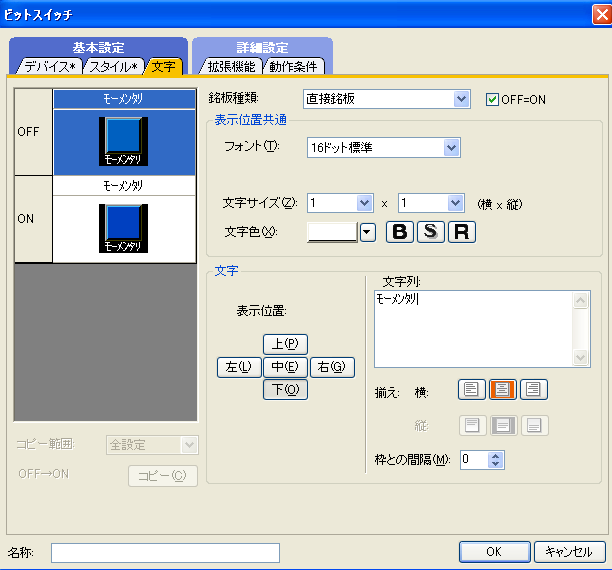 ビットスイッチ
基本設定
詳細設定
デバイス*
スタイル*
文字
拡張機能
動作条件
ﾓｰﾒﾝﾀﾘ
OFF
ﾓｰﾒﾝﾀﾘ
ﾓｰﾒﾝﾀﾘ
ON
ﾓｰﾒﾝﾀﾘ
コピー範囲:
全設定
OFF→ON
コピー(C)
銘板種類:
直接銘板
OFF=ON
表示位置共通
フォント(T):
16ドット標準
文字サイズ(Z):
1
x
1
(横 x 縦)
文字色(X):
B
S
R
文字
表示位置:
上(P)
左(L)
中(E)
右(G)
下(O)
文字列:
ﾓｰﾒﾝﾀﾘ
揃え:
横:
縦:
枠との間隔(M):
0
名称:
OK
キャンセル